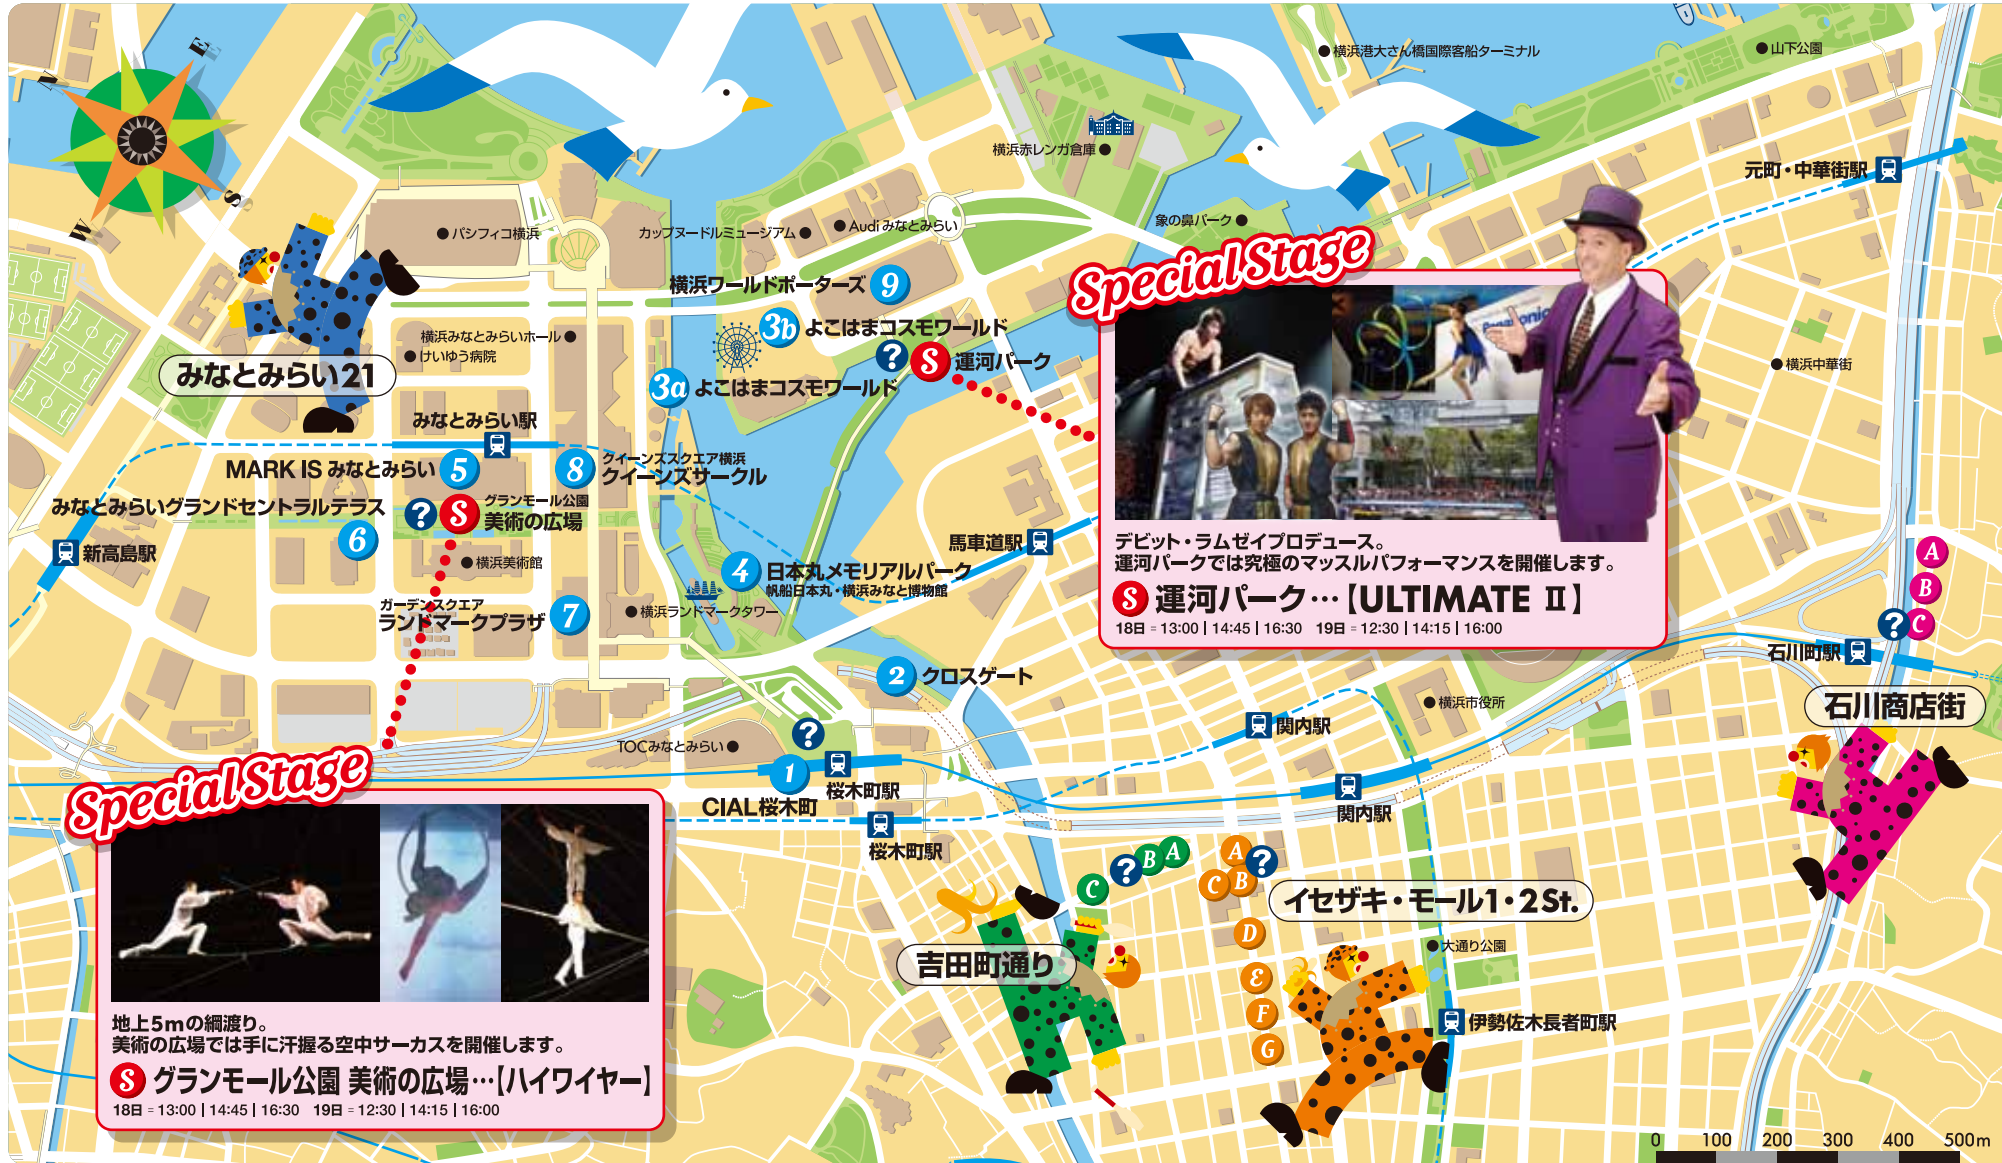 N
E
W
S
横浜港大さん橋国際客船ターミナル
山下公園
横浜赤レンガ倉庫
元町・中華街駅
象の鼻パーク
パシフィコ横浜
カップヌードルミュージアム
Audi みなとみらい
横浜ワールドポーターズ 9
3b よこはまコスモワールド
? S 運河パーク
3a よこはまコスモワールド
横浜みなとみらいホール
けいゆう病院
みなとみらい21
みなとみらい駅
MARK IS みなとみらい 5
8 クイーンズスクエア横浜
クイーンズサークル
みなとみらいグランドセントラルテラス
6
? S グランモール公園
美術の広場
新高島駅
横浜美術館
馬車道駅
4 日本丸メモリアルパーク
帆船日本丸・横浜みなと博物館
ガーデンスクエア
ランドマークプラザ 7
横浜ランドマークタワー
2 クロスゲート
TOCみなとみらい
?
1
CIAL桜木町
桜木町駅
桜木町駅
Special Stage
Panasonic
デビット・ラムゼイプロデュース。
運河パークでは究極のマッスルパフォーマンスを開催します。
S 運河パーク…【ULTIMATE Ⅱ】
18日＝13:00 | 14:45 | 16:30 19日＝12:30 | 14:15 | 16:00
横浜中華街
A
B
? C
石川町駅
石川商店街
横浜市役所
関内駅
関内駅
Special Stage
地上5mの綱渡り。
美術の広場では手に汗握る空中サーカスを開催します。
S グランモール公園 美術の広場…【ハイワイヤー】
18日＝13:00 | 14:45 | 16:30 19日＝12:30 | 14:15 | 16:00
C ? B A
吉田町通り
A ?
C B
D
E
F
G
イセザキ・モール1・2St.
大通り公園
伊勢佐木長者町駅
0 100 200 300 400 500m